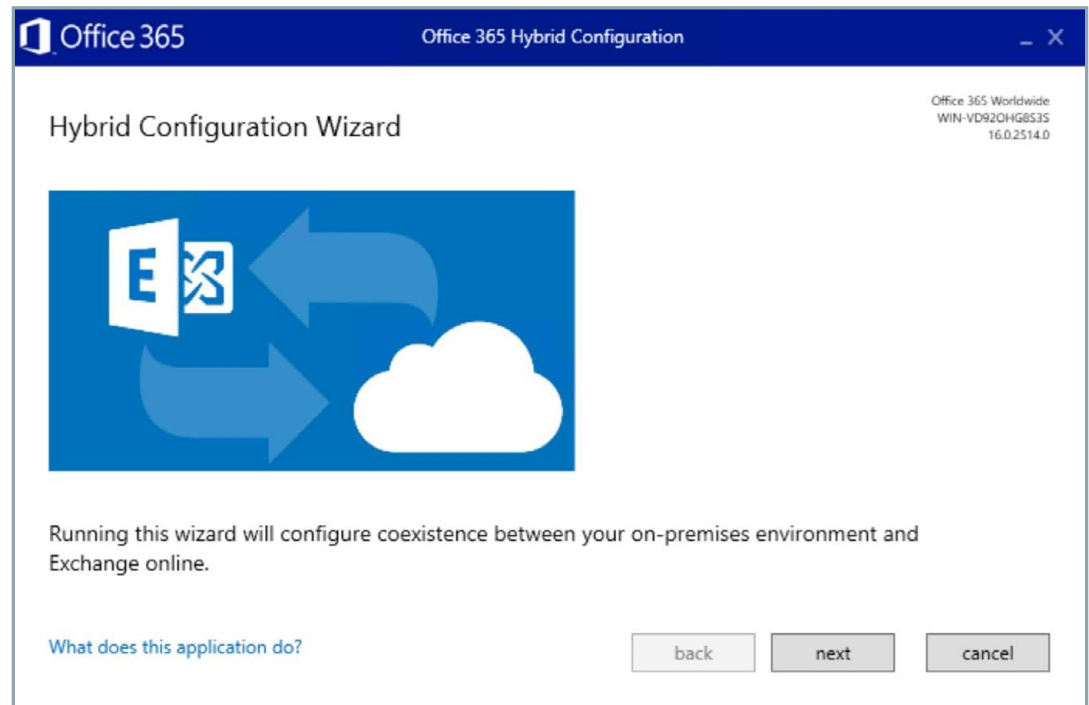 Office 365
Office 365 Hybrid Configuration
Hybrid Configuration Wizard
Office 365 Worldwide
WIN-VD92OHG8S3S
16.0.2514.0
E
Running this wizard will configure coexistence between your on-premises environment and
Exchange online.
What does this application do?
back
next
cancel